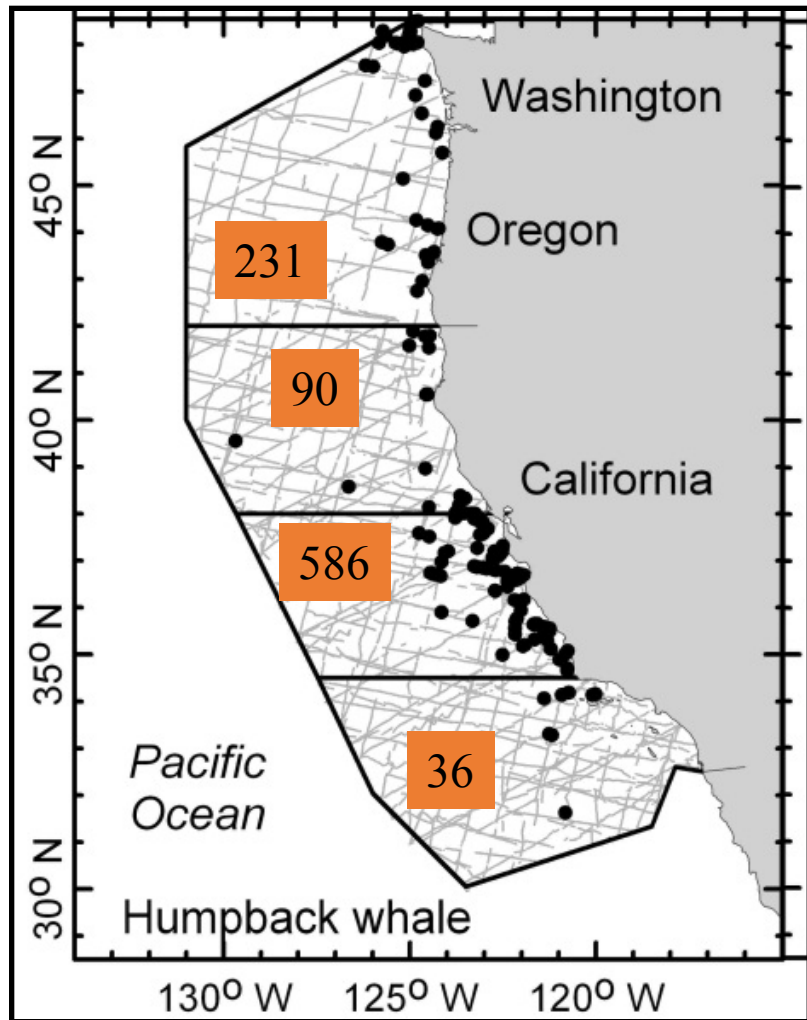 Washington
45° N
Oregon
231
90
40° N
California
586
35° N
36
Pacific
Ocean
30° N
Humpback whale
130° W
125° W
120° W